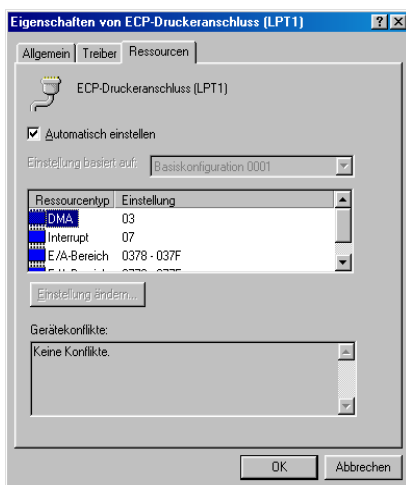 Eigenschaften von ECP-Druckeranschluss (LPT1)
Allgemein Treiber Ressourcen
ECP-Druckeranschluss (LPT1)
Automatisch einstellen
Einstellung basiert auf: Basiskonfiguration 0001
Ressourcentyp Einstellung
DMA 03
Interrupt 07
E/A-Bereich 0378 - 037F
Einstellung ändern...
Gerätekonflikte:
Keine Konflikte.
OK Abbrechen